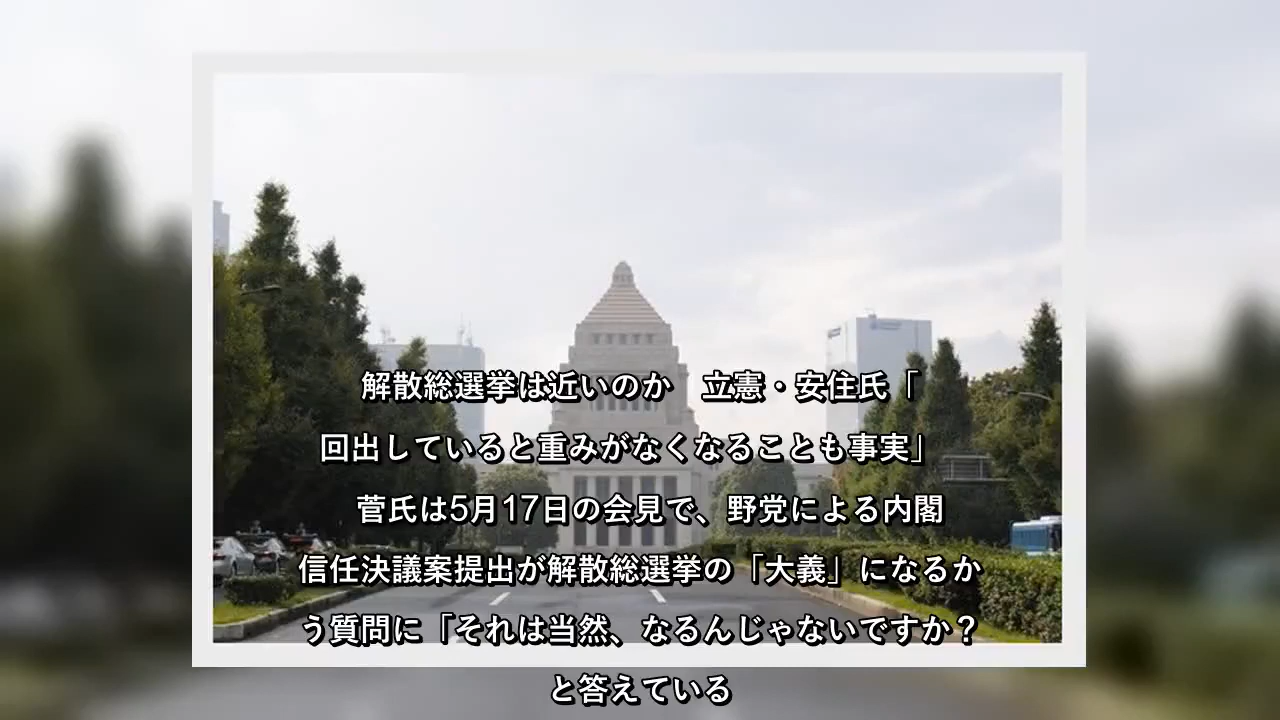 解散総選挙は近いのか　立憲・安住氏「
回出していると重みがなくなることも事実」
菅氏は5月17日の会見で、野党による内閣
信任決議案提出が解散総選挙の「大義」になるか
う質問に「それは当然、なるんじゃないですか？
と答えている